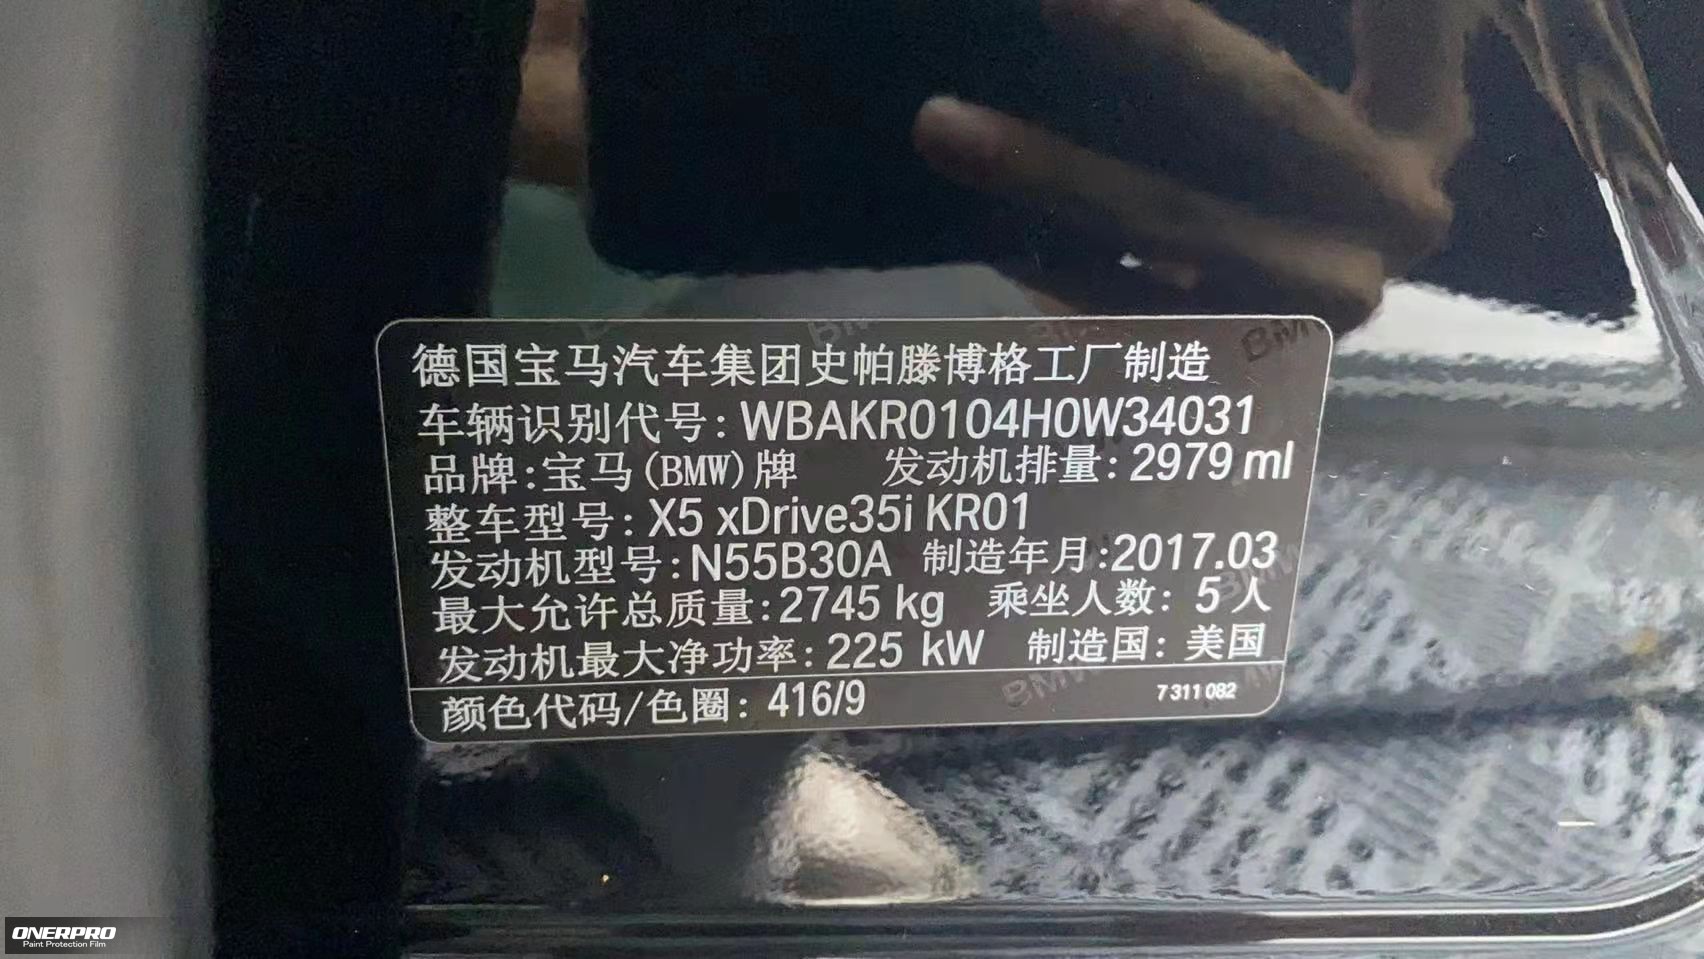 德国宝马汽车集团史帕滕博格工厂制造
车辆识别代号: WBAKR0104H0W34031
品牌:宝马(BMW)牌 发动机排量: 2979 ml
整车型号: X5 xDrive35i KR01
发动机型号: N55B30A 制造年月:2017.03
最大允许总质量: 2745 kg 乘坐人数: 5人
发动机最大净功率: 225 kW 制造国: 美国
颜色代码/色圈: 416/9 7 311 082
ONERPRO
Paint Protection Film